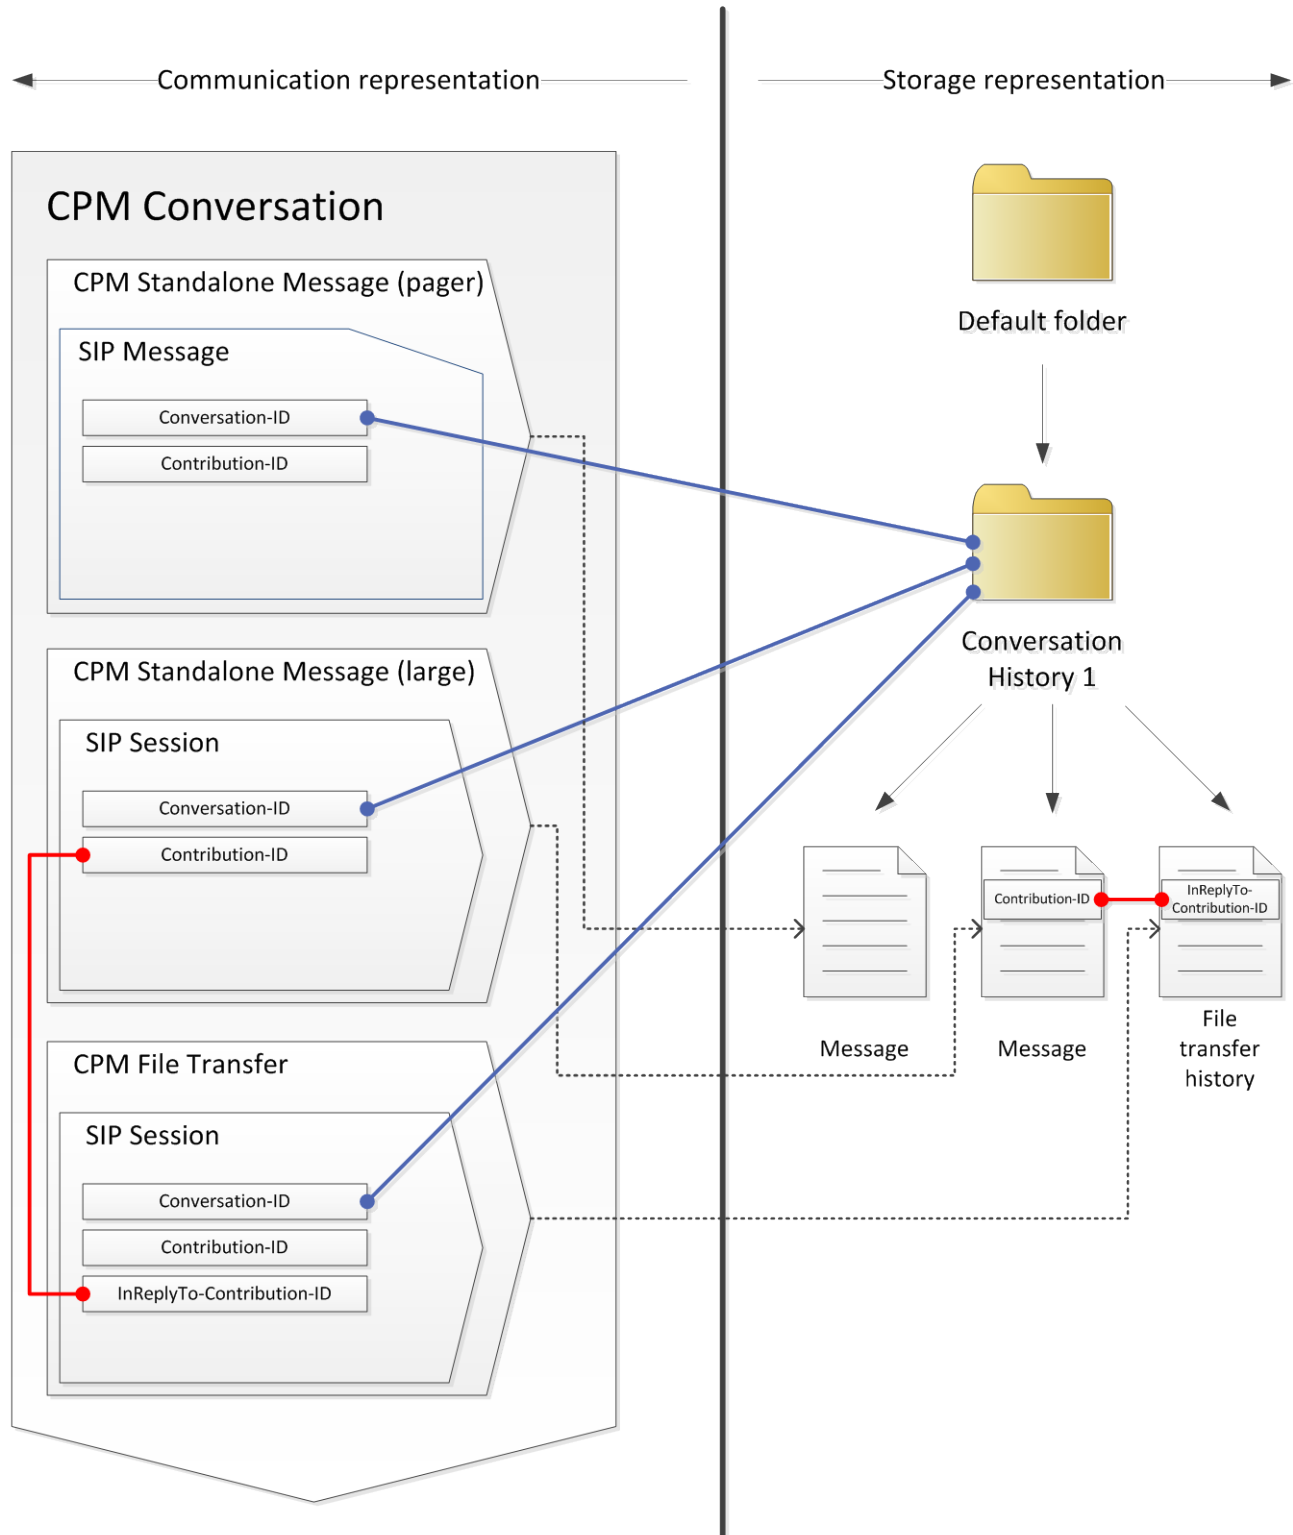 Communication representation
Storage representation
CPM Conversation
CPM Standalone Message (pager)
SIP Message
Conversation-ID
Contribution-ID
CPM Standalone Message (large)
SIP Session
Conversation-ID
Contribution-ID
CPM File Transfer
SIP Session
Conversation-ID
Contribution-ID
InReplyTo-Contribution-ID
Default folder
Conversation
History 1
Contribution-ID
InReplyTo-
Contribution-ID
Message
Message
File
transfer
history